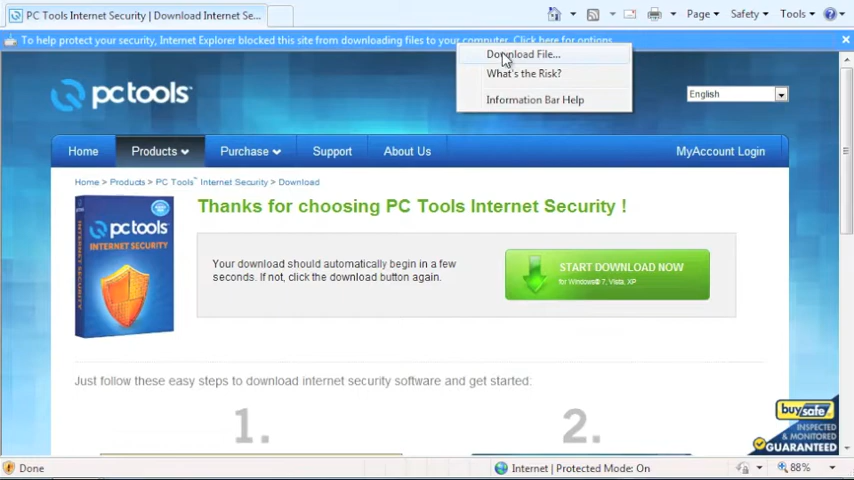 PC Tools Internet Security | Download Internet Se...
Page
Safety
Tools
To help protect your security, Internet Explorer blocked this site from downloading files to your computer. Click here for options...
Download File...
What's the Risk?
Information Bar Help
pctools
English
Home
Products
Purchase
Support
About Us
MyAccount Login
Home > Products > PC Tools™ Internet Security > Download
Thanks for choosing PC Tools Internet Security !
pctools
INTERNET SECURITY
INTERNET SECURITY
Your download should automatically begin in a few
seconds. If not, click the download button again.
START DOWNLOAD NOW
for Windows® 7, Vista, XP
Just follow these easy steps to download internet security software and get started:
1.
2.
buySAFE
INSPECTED
& MONITORED
GUARANTEED
Done
Internet | Protected Mode: On
88%